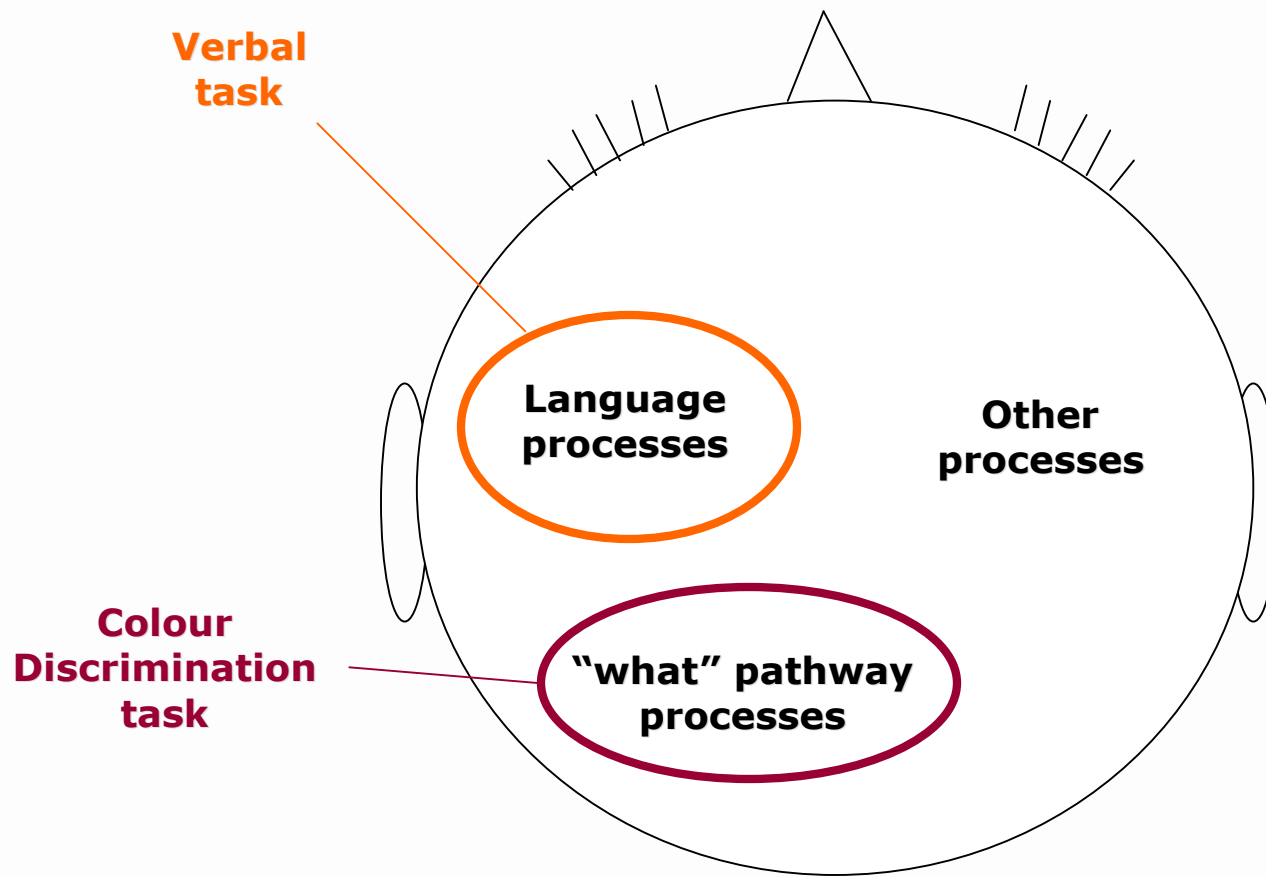 Verbal
task
Language
processes
Other
processes
Colour
Discrimination
task
“what” pathway
processes